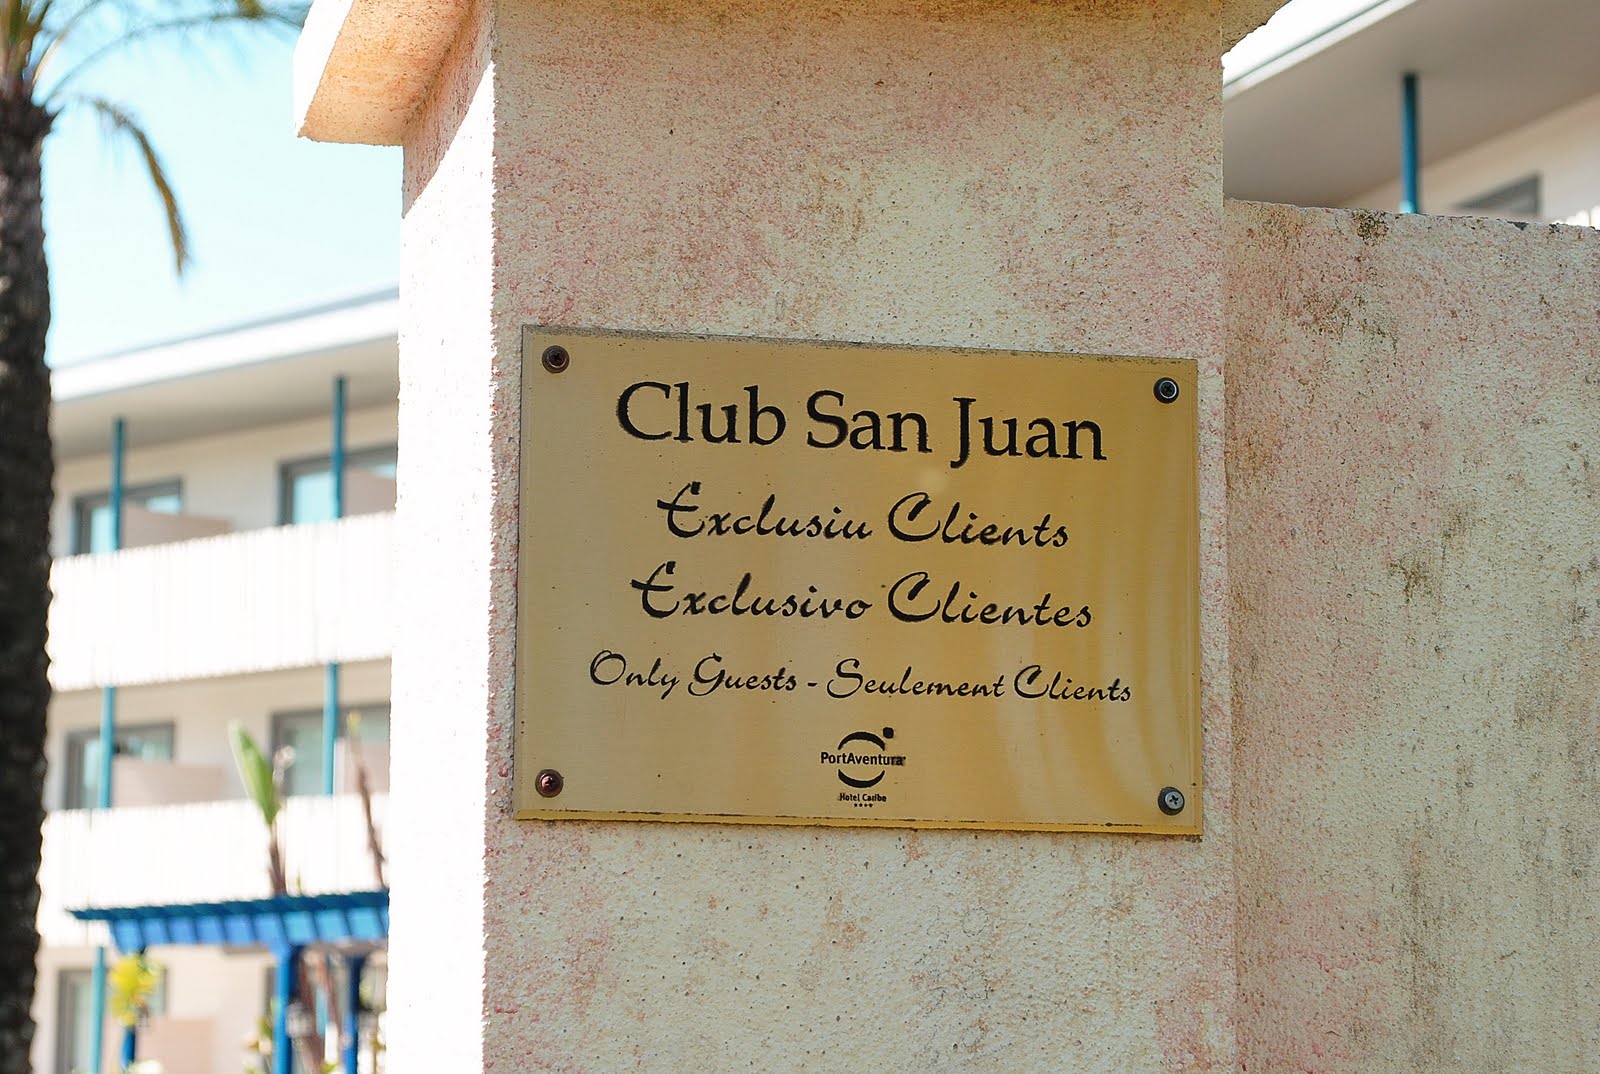 Club San Juan
Exclusiu Clients
Exclusivo Clientes
Only Guests - Seulement Clients
PortAventura
Hotel Caribe
****